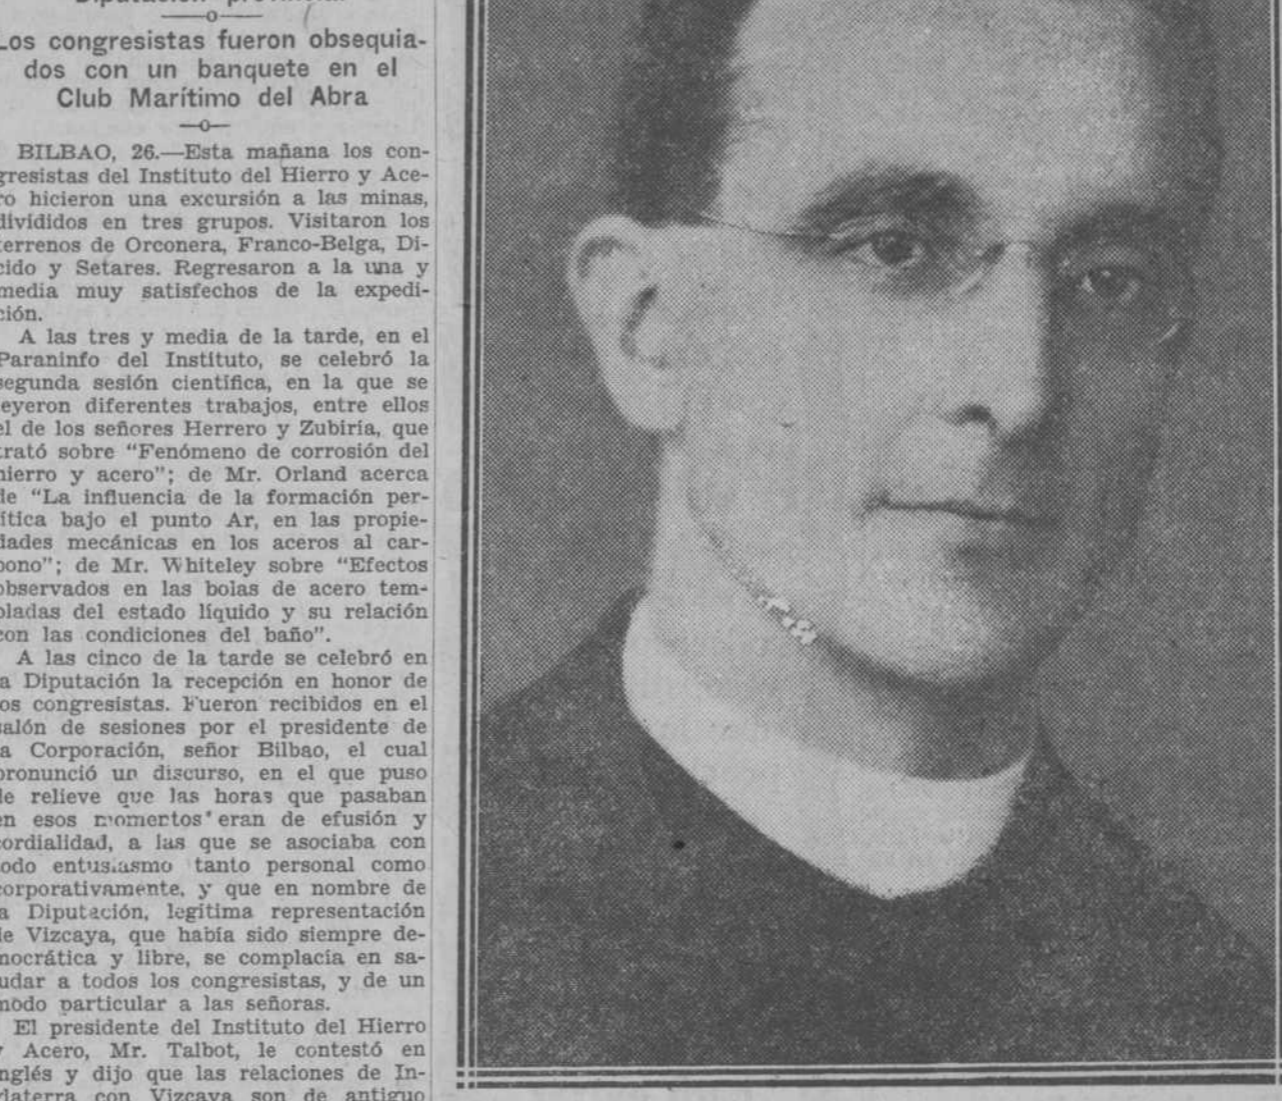 Diputación provincial
Los congresistas fueron obsequia-
dos con un banquete en el
Club Marítimo del Abra
BILBAO, 26.—Esta mañana los con-
gresistas del Instituto del Hierro y Ace-
ro hicieron una excursión a las minas,
divididos en tres grupos. Visitaron los
terrenos de Orconera, Franco-Belga, Di-
cido y Setares. Regresaron a la una y
media muy satisfechos de la expedi-
ción.
A las tres y media de la tarde, en el
Paraninfo del Instituto, se celebró la
segunda sesión científica, en la que se
leyeron diferentes trabajos, entre ellos
el de los señores Herrero y Zubiria, que
trató sobre "Fenómeno de corrosión del
hierro y acero"; de Mr. Orland acerca
de "La influencia de la formación per-
lítica bajo el punto Ar, en las propie-
dades mecánicas en los aceros al car-
bono"; de Mr. Whiteley sobre "Efectos
observados en las bolas de acero tem-
pladas del estado líquido y su relación
con las condiciones del baño".
A las cinco de la tarde se celebró en
la Diputación la recepción en honor de
los congresistas. Fueron recibidos en el
salón de sesiones por el presidente de
la Corporación, señor Bilbao, el cual
pronunció un discurso, en el que puso
de relieve que las horas que pasaban
en esos momentos eran de efusión y
cordialidad, a las que se asociaba con
todo entusiasmo tanto personal como
corporativamente, y que en nombre de
la Diputación, legítima representación
de Vizcaya, que había sido siempre de-
mocrática y libre, se complacía en sa-
ludar a todos los congresistas, y de un
modo particular a las señoras.
El presidente del Instituto del Hierro
y Acero, Mr. Talbot, le contestó en
inglés y dijo que las relaciones de In-
glaterra con Vizcaya son de antiguo